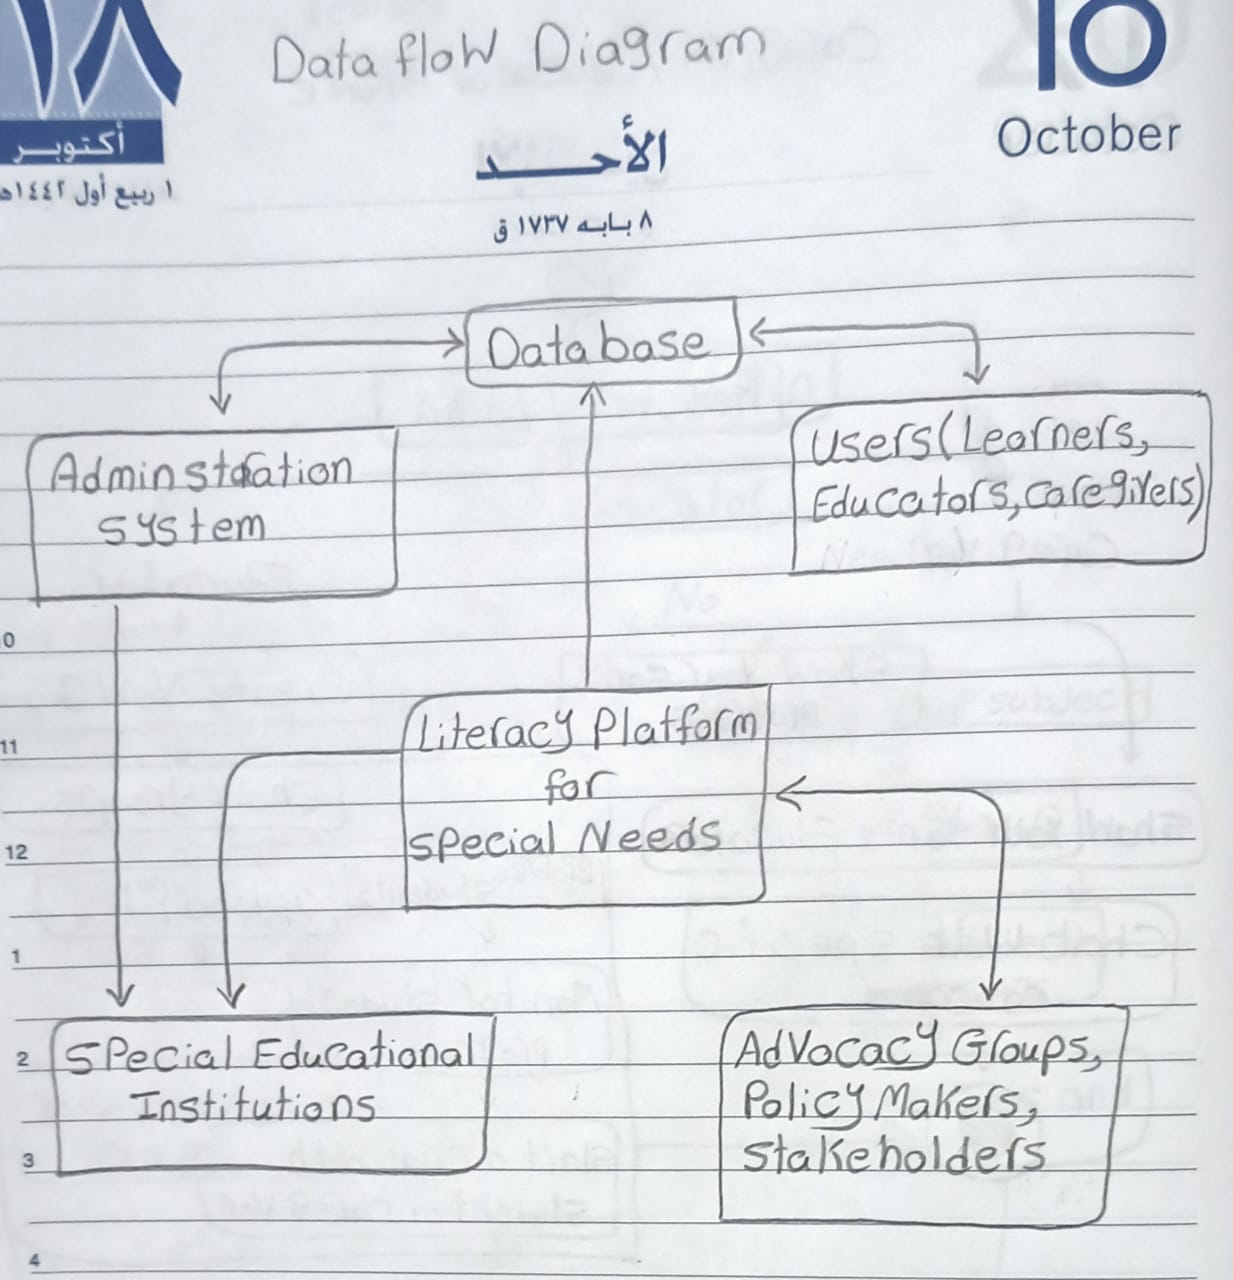 ١٨
Data flow Diagram
10
أكتوبر
October
الأحد
١ ربيع أول ١٤٤٢هـ
٨ بابه ١٧٣٧ ق
Database
Adminstration
system
Users(Learners,
Educators,caregivers)
0
Literacy Platform
11
for
12
special Needs
1
2
Special Educational
Institutions
Advocacy Groups,
Policy Makers,
stakeholders
3
4